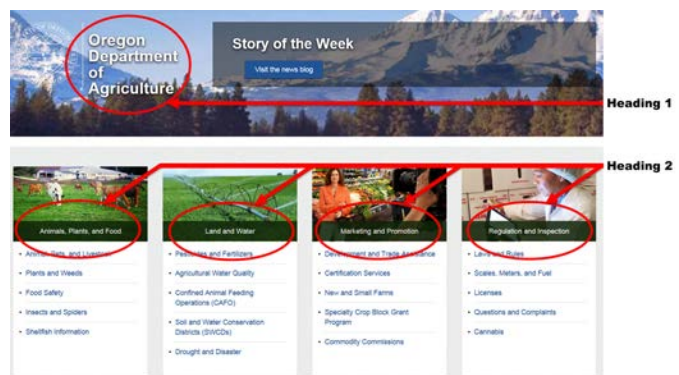 Oregon
Department
of
Agriculture
Story of the Week
Visit the news blog
Heading 1
Heading 2
Animals, Plants, and Food
Land and Water
Marketing and Promotion
Regulation and Inspection
Pesticides and Fertilizers
Development and Trade Assistance
Laws and Rules
Plants and Weeds
Agricultural Water Quality
Certification Services
Scales, Meters, and Fuel
Food Safety
Confined Animal Feeding
Operations (CAFO)
New and Small Farms
Licenses
Insects and Spiders
Soil and Water Conservation
Districts (SWCDs)
Specialty Crop Block Grant
Program
Questions and Complaints
Shellfish Information
Drought and Disaster
Commodity Commissions
Cannabis